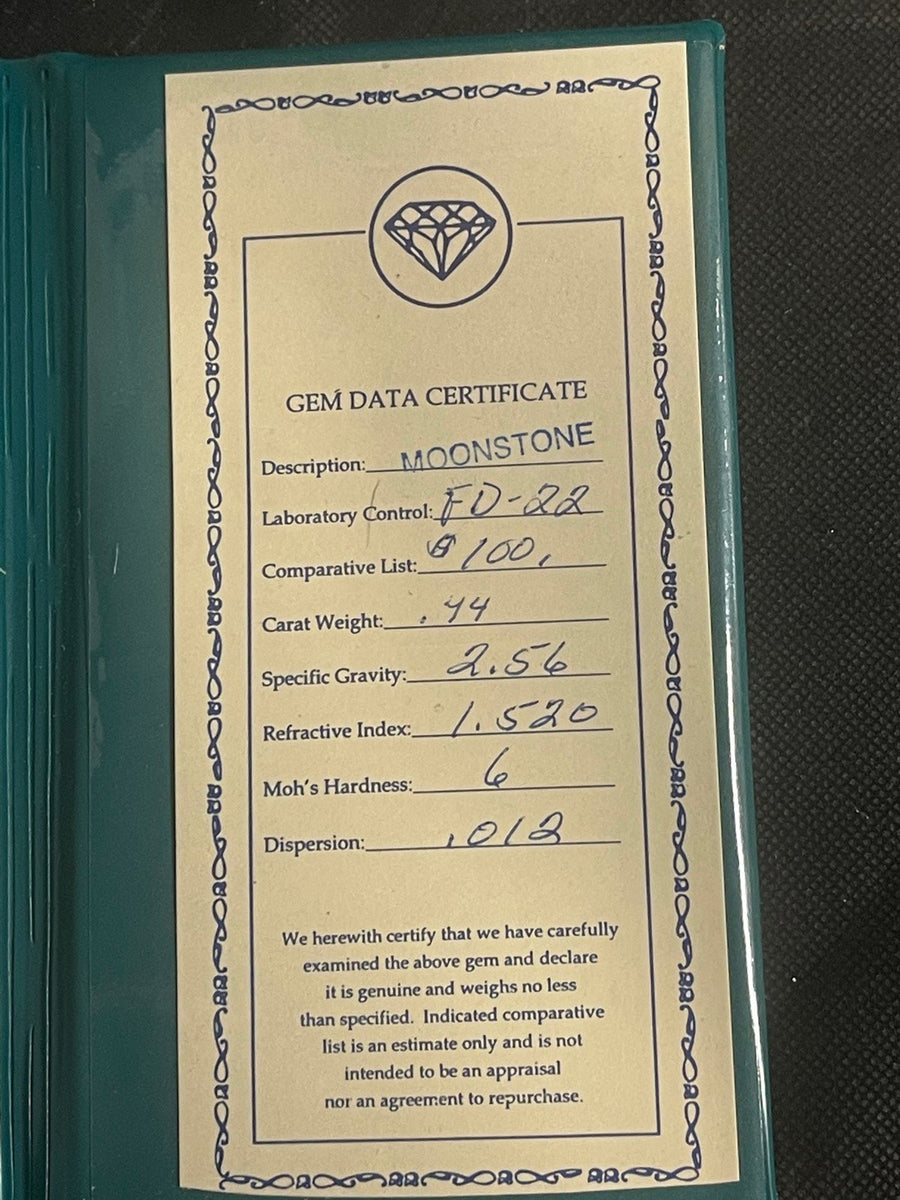 GEM DATA CERTIFICATE
Description: MOONSTONE
Laboratory Control: FD-22
Comparative List: $100.
Carat Weight: .44
Specific Gravity: 2.56
Refractive Index: 1.520
Moh's Hardness: 6
Dispersion: .012
We herewith certify that we have carefully
examined the above gem and declare
it is genuine and weighs no less
than specified. Indicated comparative
list is an estimate only and is not
intended to be an appraisal
nor an agreement to repurchase.